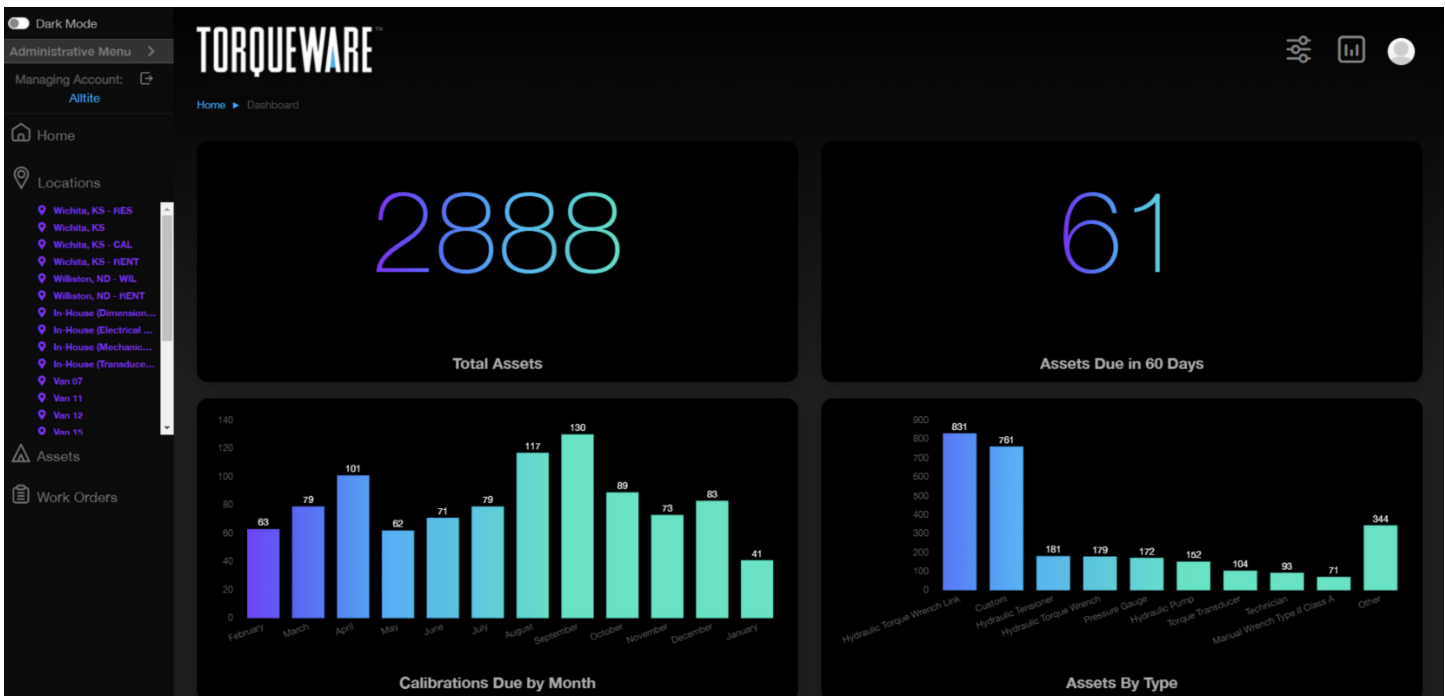 Dark Mode
Administrative Menu >
Managing Account:
Alltite
Home
Locations
Wichita, KS - RES
Wichita, KS
Wichita, KS - CAL
Wichita, KS - RENT
Williston, ND - WIL
Williston, ND - RENT
In-House (Dimension...
In-House (Electrical ...
In-House (Mechanic...
In-House (Transduce...
Van 07
Van 11
Van 12
Van 15
Assets
Work Orders
TORQUEWARE™
Home ► Dashboard
2888
Total Assets
61
Assets Due in 60 Days
140
120
100
80
60
40
20
0
63
79
101
62
71
79
117
130
89
73
83
41
February
March
April
May
June
July
August
September
October
November
December
January
Calibrations Due by Month
900
800
700
600
500
400
300
200
100
0
831
761
181
179
172
152
104
93
71
344
Hydraulic Torque Wrench Link
Custom
Hydraulic Tensioner
Hydraulic Torque Wrench
Pressure Gauge
Hydraulic Pump
Torque Transducer
Technician
Manual Wrench Type II Class A
Other
Assets By Type